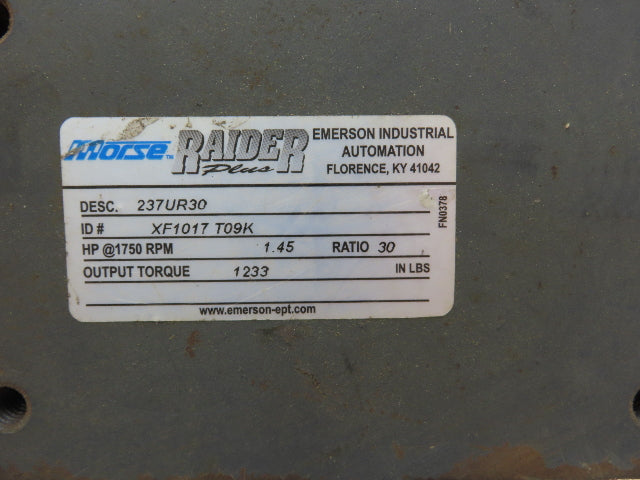 Morse™ RAIDER Plus
EMERSON INDUSTRIAL
AUTOMATION
FLORENCE, KY 41042
DESC. 237UR30
ID # XF1017 T09K
HP @1750 RPM 1.45 RATIO 30
OUTPUT TORQUE 1233 IN LBS
FN0378
www.emerson-ept.com